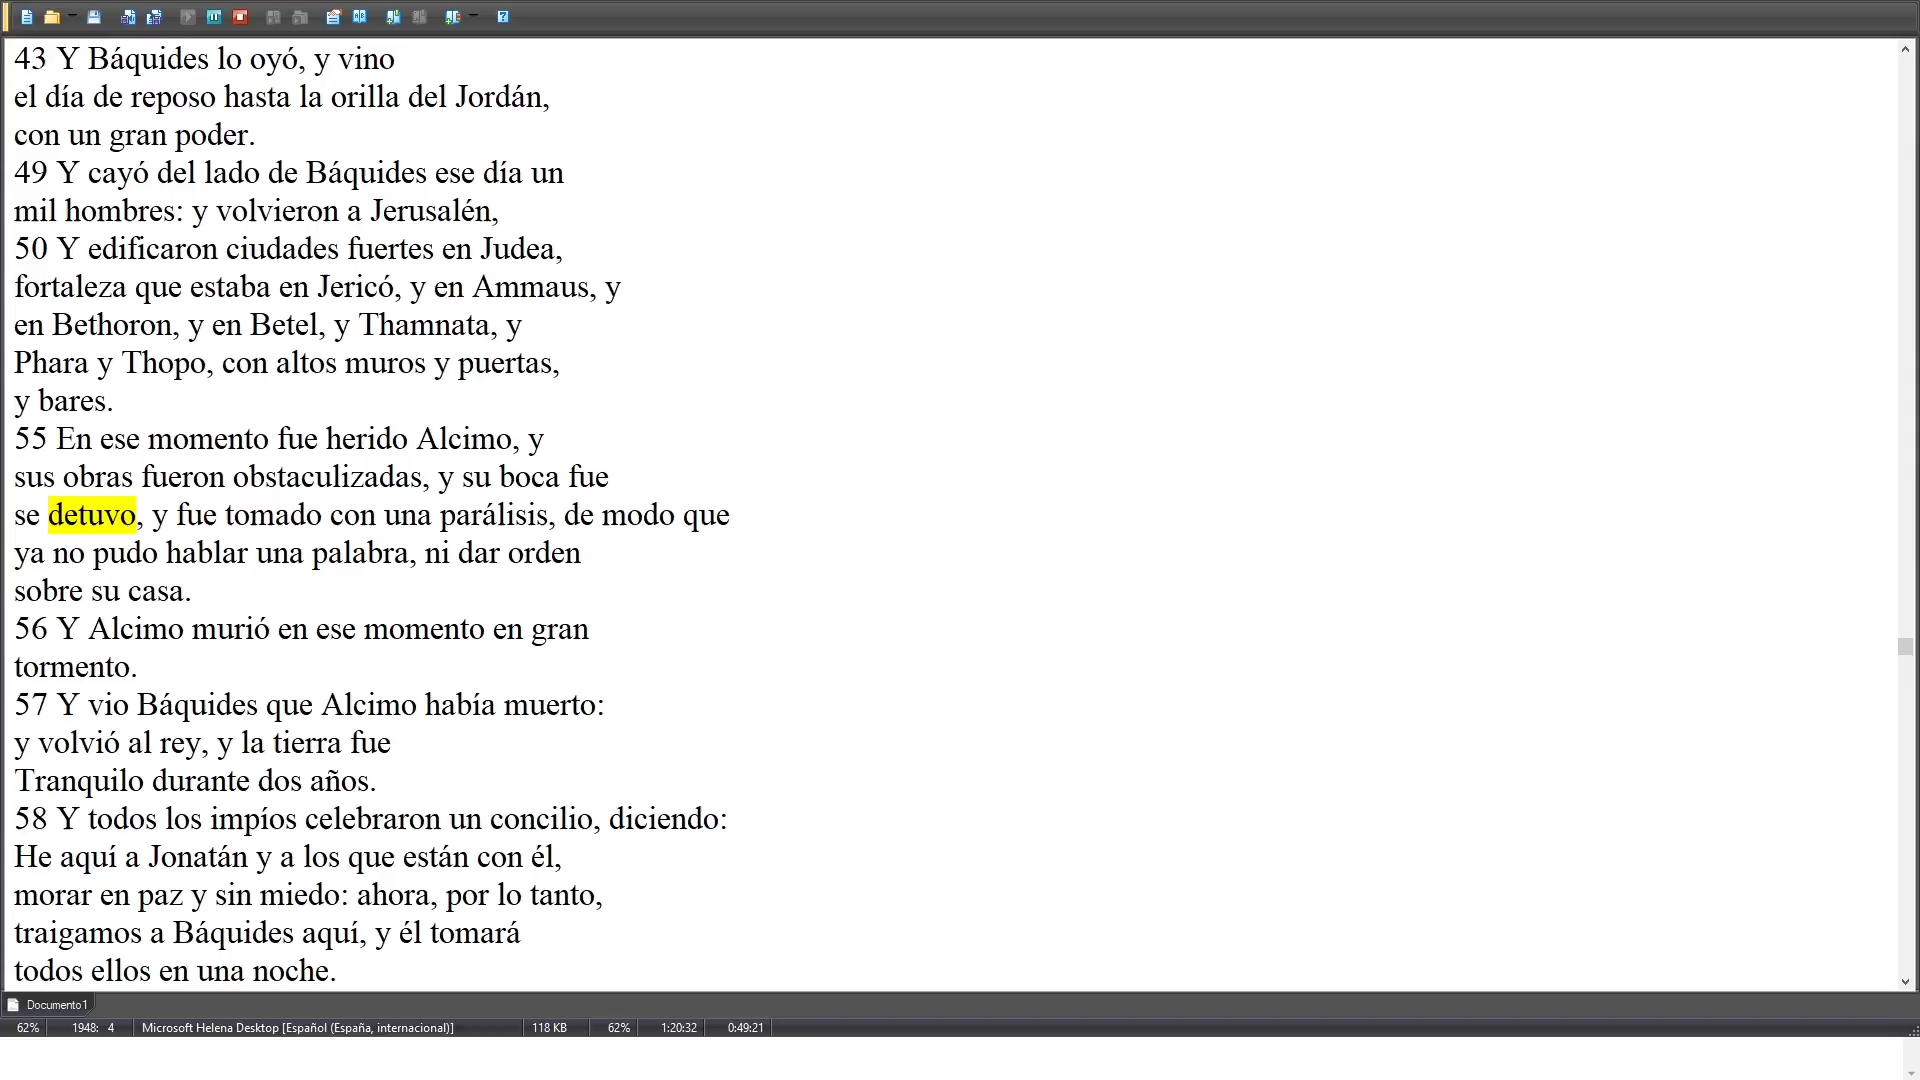 43 Y Báquides lo oyó, y vino
el día de reposo hasta la orilla del Jordán,
con un gran poder.
49 Y cayó del lado de Báquides ese día un
mil hombres: y volvieron a Jerusalén,
50 Y edificaron ciudades fuertes en Judea,
fortaleza que estaba en Jericó, y en Ammaus, y
en Bethoron, y en Betel, y Thamnata, y
Phara y Thopo, con altos muros y puertas,
y bares.
55 En ese momento fue herido Alcimo, y
sus obras fueron obstaculizadas, y su boca fue
se detuvo, y fue tomado con una parálisis, de modo que
ya no pudo hablar una palabra, ni dar orden
sobre su casa.
56 Y Alcimo murió en ese momento en gran
tormento.
57 Y vio Báquides que Alcimo había muerto:
y volvió al rey, y la tierra fue
Tranquilo durante dos años.
58 Y todos los impíos celebraron un concilio, diciendo:
He aquí a Jonatán y a los que están con él,
morar en paz y sin miedo: ahora, por lo tanto,
traigamos a Báquides aquí, y él tomará
todos ellos en una noche.
Documento1
62% 1948: 4 Microsoft Helena Desktop [Español (España, internacional)] 118 KB 62% 1:20:32 0:49:21